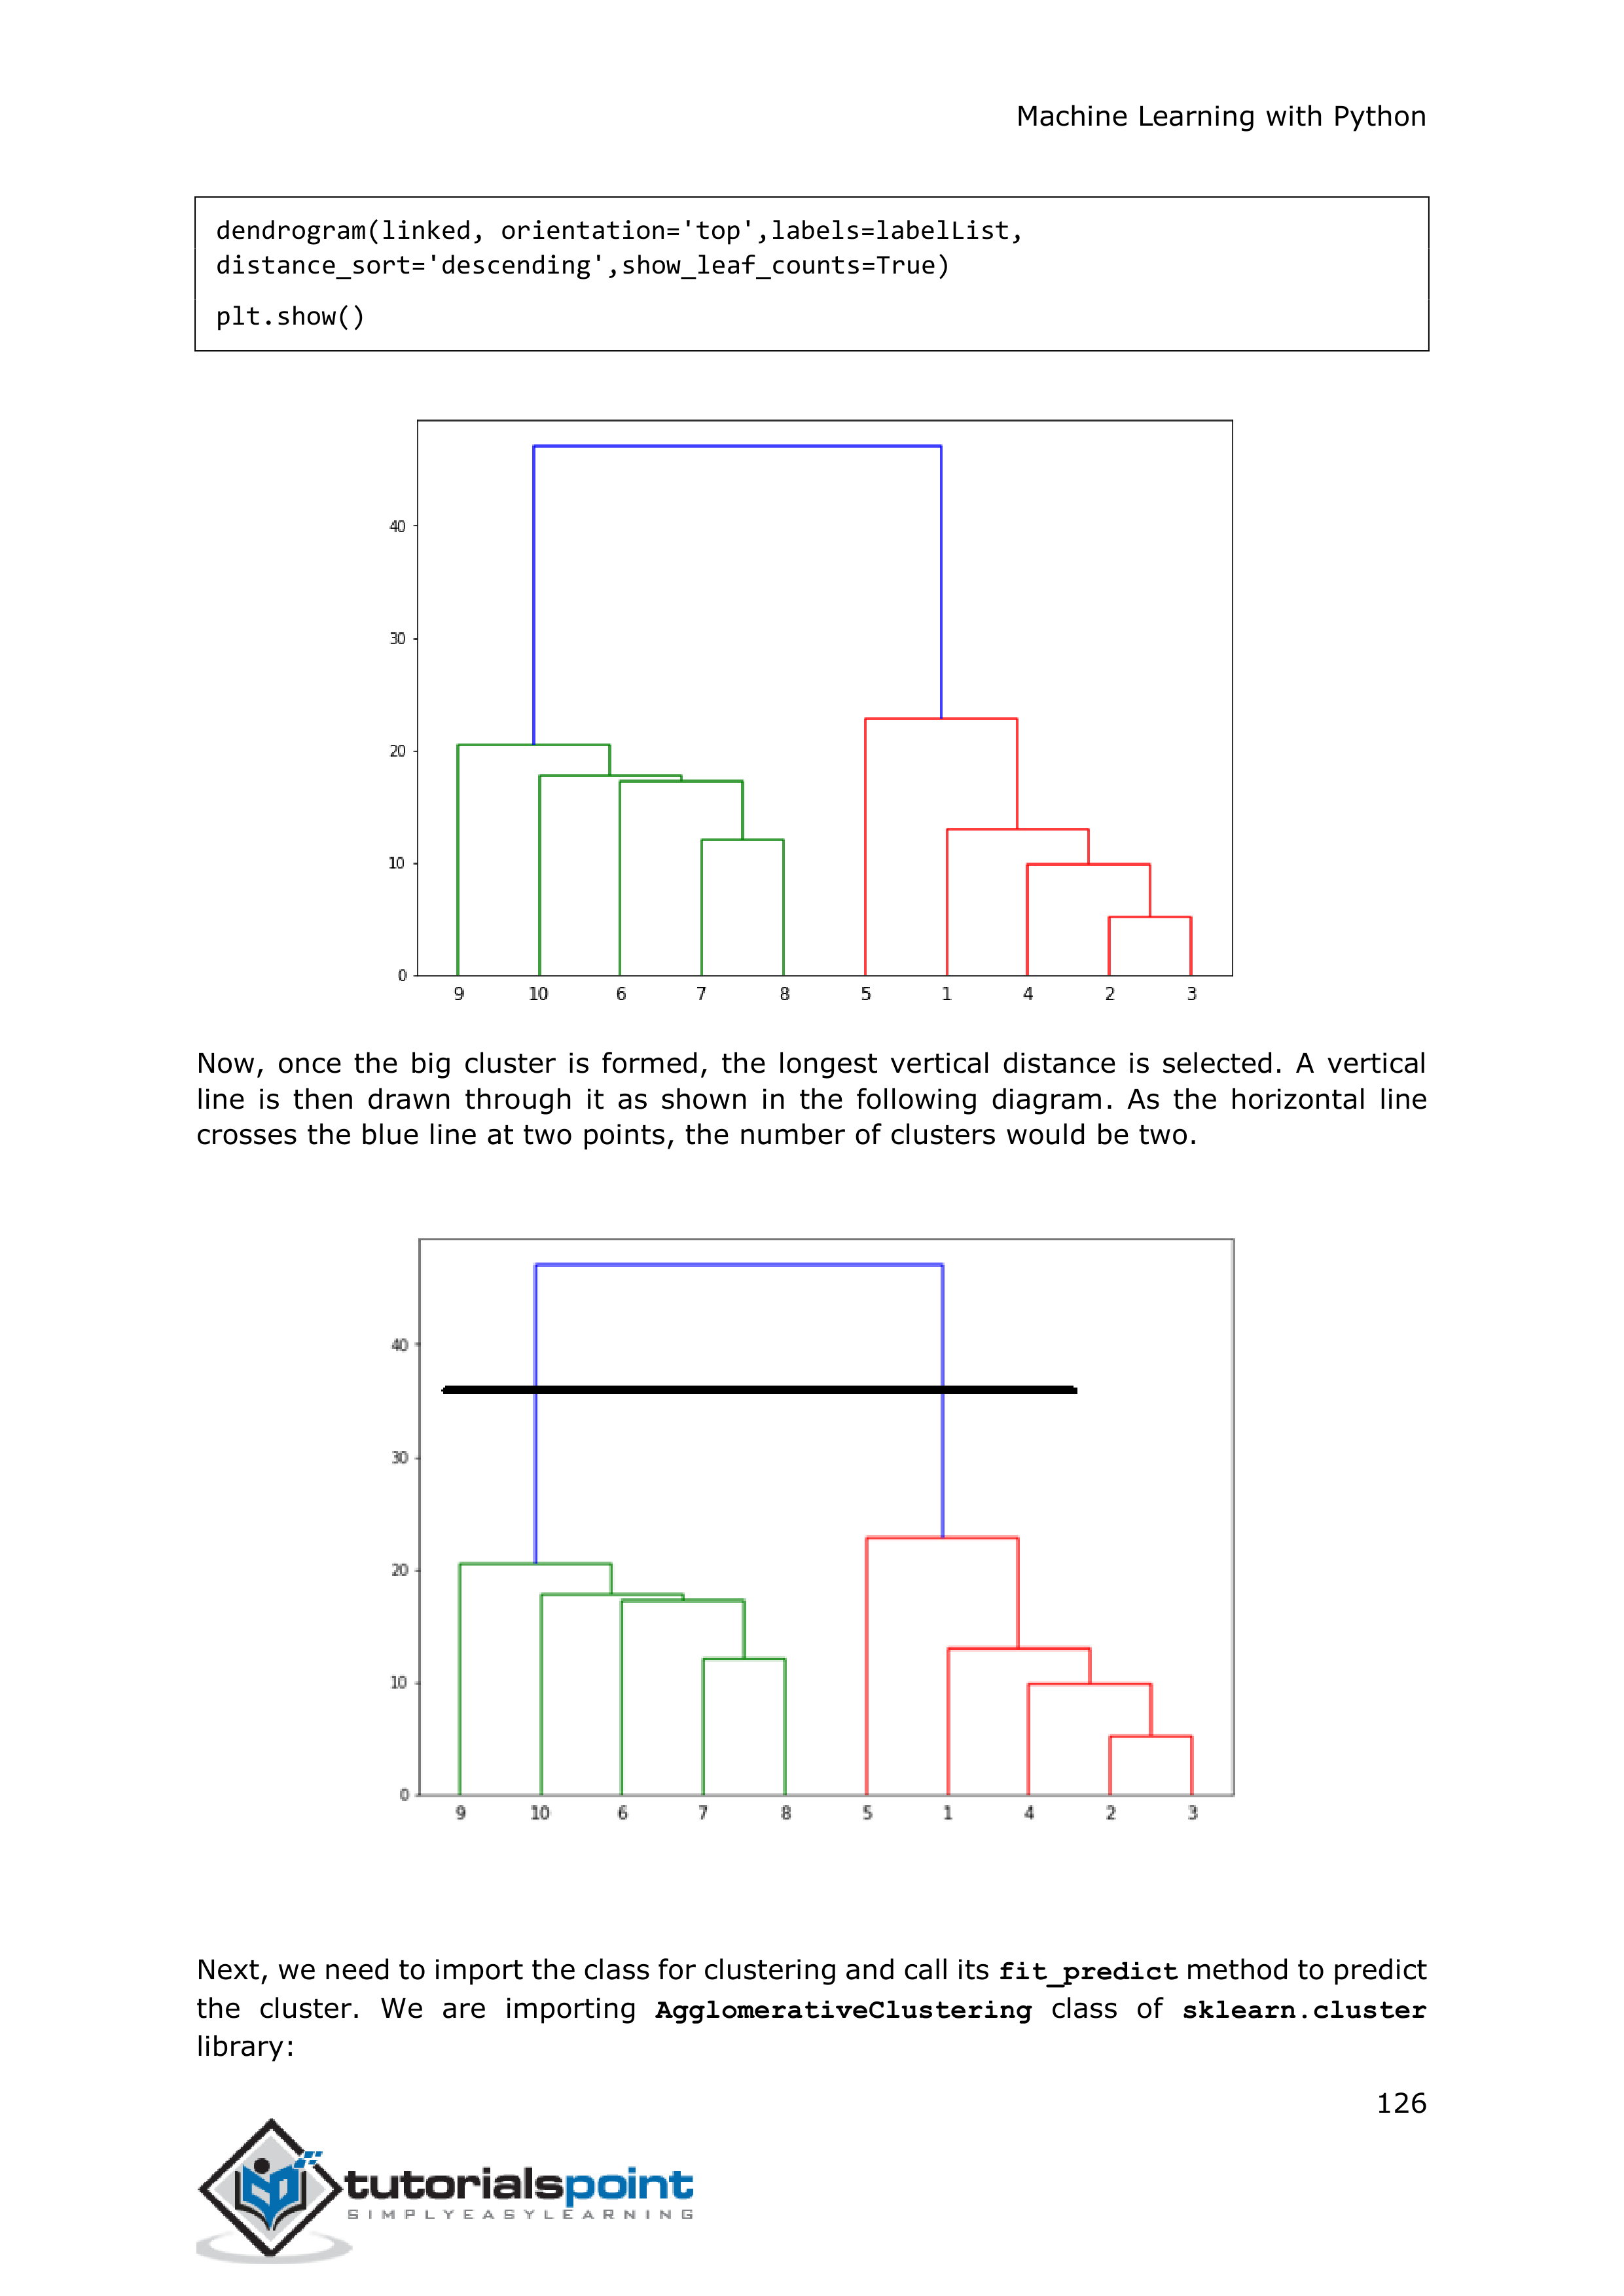 Machine Learning with Python
dendrogram(linked, orientation='top',labels=labelList,
distance_sort='descending',show_leaf_counts=True)
plt.show()
40
30
20
10
0
9 10 6 7 8 5 1 4 2 3
Now, once the big cluster is formed, the longest vertical distance is selected. A vertical
line is then drawn through it as shown in the following diagram. As the horizontal line
crosses the blue line at two points, the number of clusters would be two.
40
30
20
10
0
9 10 6 7 8 5 1 4 2 3
Next, we need to import the class for clustering and call its fit_predict method to predict
the cluster. We are importing AgglomerativeClustering class of sklearn.cluster
library:
126
tutorialspoint
SIMPLYEASYLEARNING